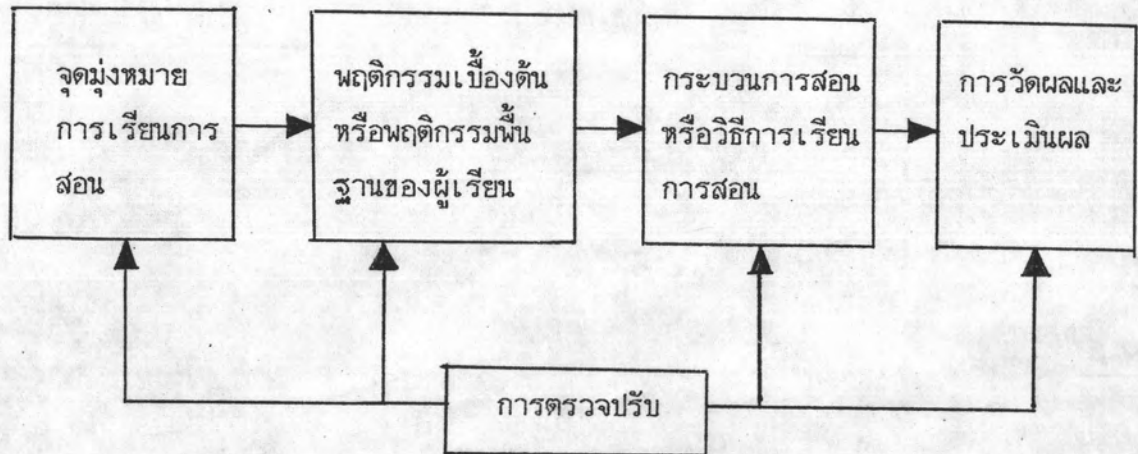 จุดมุ่งหมาย
การเรียนการ
สอน
พฤติกรรมเบื้องต้น
หรือพฤติกรรมพื้น
ฐานของผู้เรียน
กระบวนการสอน
หรือวิธีการเรียน
การสอน
การวัดผลและ
ประเมินผล
การตรวจปรับ